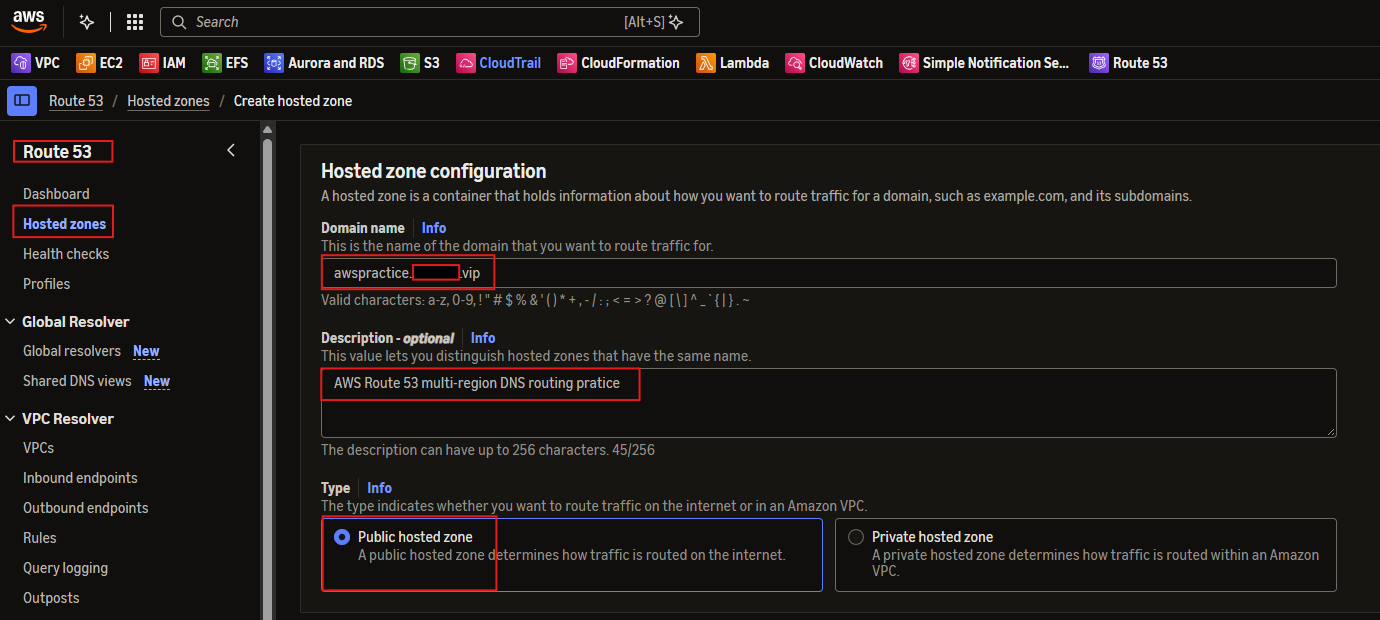 aws
Search [Alt+S]
VPC EC2 IAM EFS Aurora and RDS S3 CloudTrail CloudFormation Lambda CloudWatch Simple Notification Se... Route 53
Route 53 / Hosted zones / Create hosted zone
Route 53
Dashboard
Hosted zones
Health checks
Profiles
Global Resolver
Global resolvers New
Shared DNS views New
VPC Resolver
VPCs
Inbound endpoints
Outbound endpoints
Rules
Query logging
Outposts
Hosted zone configuration
A hosted zone is a container that holds information about how you want to route traffic for a domain, such as example.com, and its subdomains.
Domain name Info
This is the name of the domain that you want to route traffic for.
awspractice. .vip
Valid characters: a-z, 0-9, ! " # $ % & ' ( ) * + , - / : ; < = > ? @ [ \ ] ^ _ ` { | } . ~
Description - optional Info
This value lets you distinguish hosted zones that have the same name.
AWS Route 53 multi-region DNS routing pratice
The description can have up to 256 characters. 45/256
Type Info
The type indicates whether you want to route traffic on the internet or in an Amazon VPC.
Public hosted zone
A public hosted zone determines how traffic is routed on the internet.
Private hosted zone
A private hosted zone determines how traffic is routed within an Amazon
VPC.